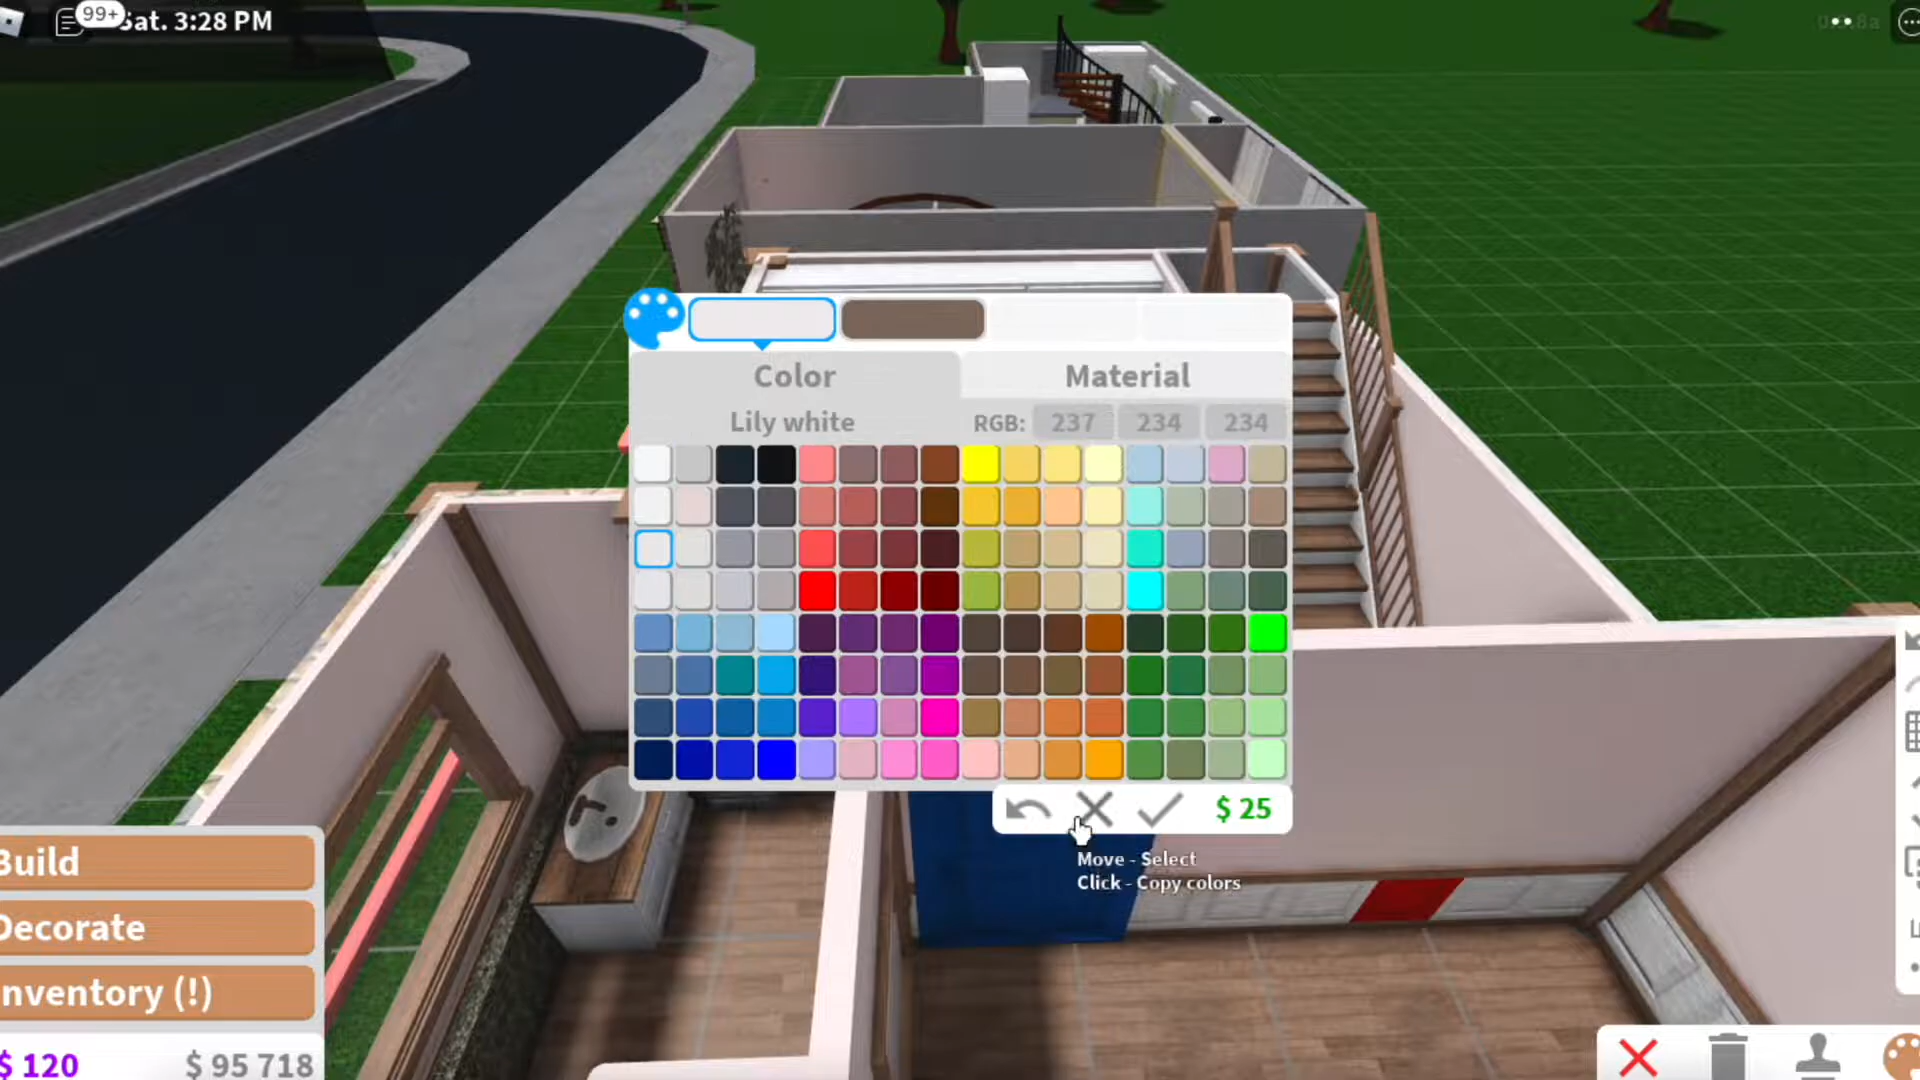 99+
Sat. 3:28 PM
Color
Material
Lily white
RGB: 237 234 234
$ 25
Move - Select
Click - Copy colors
Build
Decorate
Inventory (!)
$ 120
$ 95 718